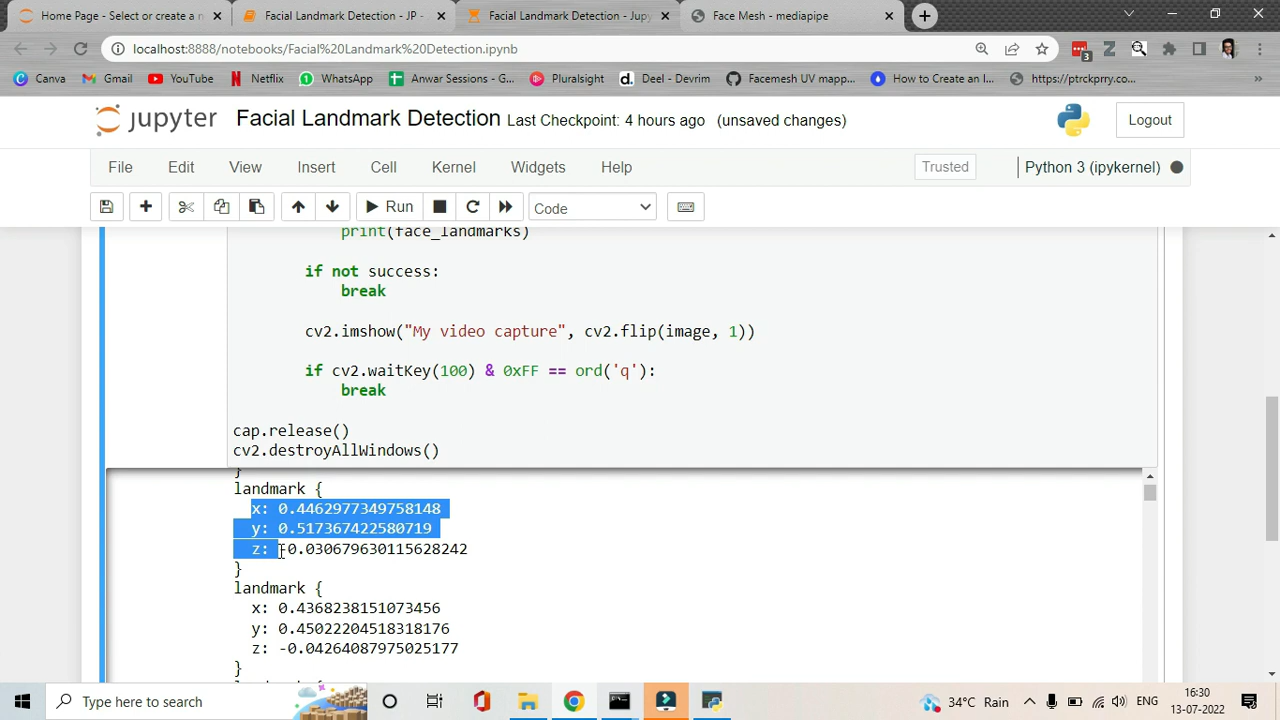 Home Page - Select or create a n
Facial Landmark Detection - JP -
Facial Landmark Detection - Jupy
Face Mesh - mediapipe
localhost:8888/notebooks/Facial%20Landmark%20Detection.ipynb
3
Canva
Gmail
YouTube
Netflix
WhatsApp
Anwar Sessions - G...
Pluralsight
Deel - Devrim
Facemesh UV mapp...
How to Create an I...
https://ptrckprry.co...
jupyter
Facial Landmark Detection Last Checkpoint: 4 hours ago (unsaved changes)
Logout
File Edit View Insert Cell Kernel Widgets Help
Trusted
Python 3 (ipykernel)
Run
Code
print(face_landmarks)
if not success:
break
cv2.imshow("My video capture", cv2.flip(image, 1))
if cv2.waitKey(100) & 0xFF == ord('q'):
break
cap.release()
cv2.destroyAllWindows()
}
landmark {
x: 0.4462977349758148
y: 0.517367422580719
z: -0.030679630115628242
}
landmark {
x: 0.4368238151073456
y: 0.45022204518318176
z: -0.04264087975025177
}
Type here to search
34°C Rain
ENG
16:30
13-07-2022